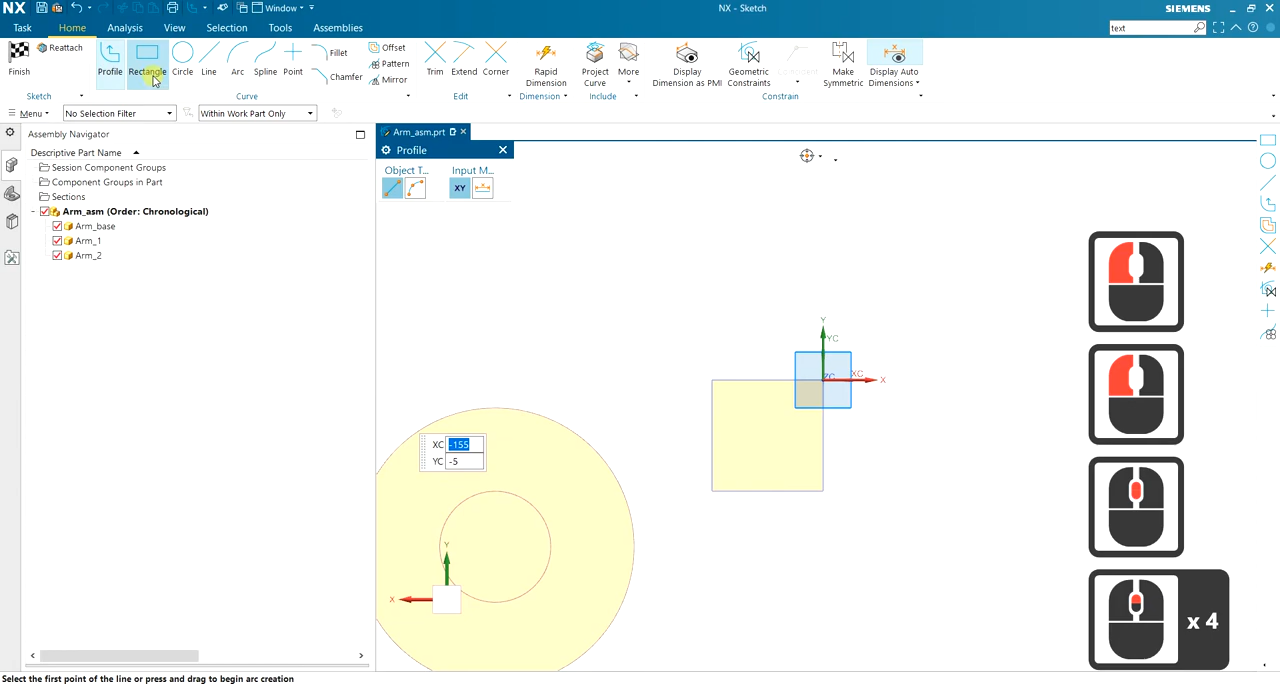 NX Window NX - Sketch SIEMENS
Task Home Analysis View Selection Tools Assemblies text
Finish Reattach Profile Rectangle Circle Line Arc Spline Point Fillet Chamfer Offset Pattern Mirror Trim Extend Corner Rapid Dimension Project Curve More Display Dimension as PMI Geometric Constraints Make Symmetric Display Auto Dimensions
Sketch Curve Edit Dimension Include Constrain
Menu No Selection Filter Within Work Part Only
Assembly Navigator
Descriptive Part Name
Session Component Groups
Component Groups in Part
Sections
Arm_asm (Order: Chronological)
Arm_base
Arm_1
Arm_2
Arm_asm.prt
Profile
Object T... Input M...
XY
Y
YC
ZC XC X
XC -155
YC -5
Y
X
x 4
Select the first point of the line or press and drag to begin arc creation